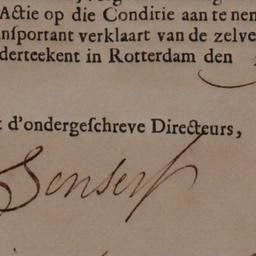 Actie op die Conditie aan te nem
nsportant verklaart van de zelve
derteekent in Rotterdam den
d'ondergeschreve Directeurs,